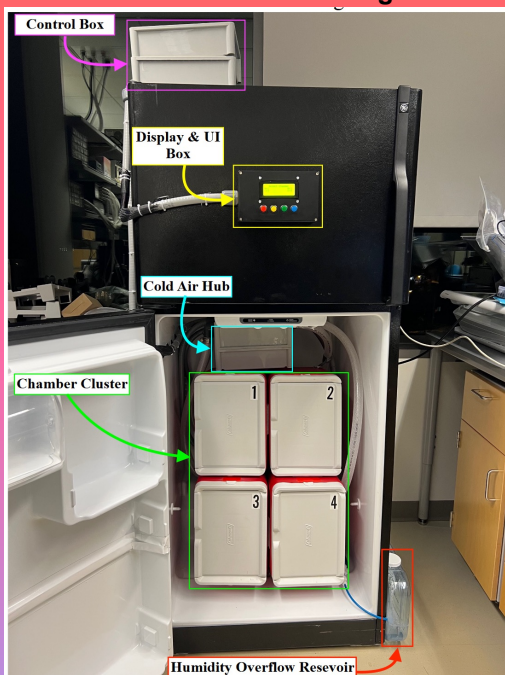 Control Box
Display & UI
Box
Cold Air Hub
Chamber Cluster
1
2
3
4
Humidity Overflow Resevoir